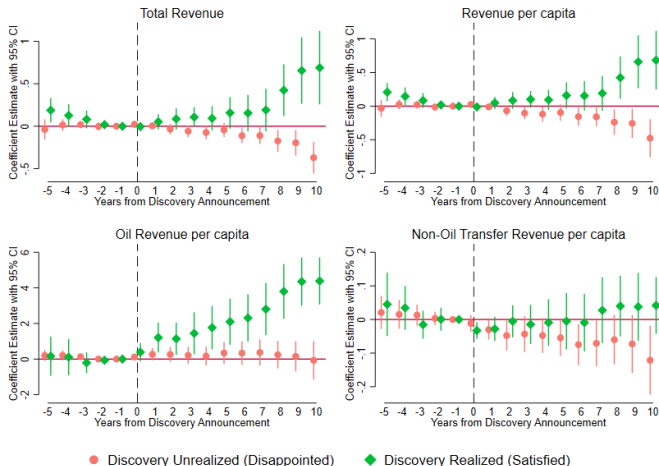 Total Revenue
Coefficient Estimate with 95% CI
1
.5
0
-.5
-5 -4 -3 -2 -1 0 1 2 3 4 5 6 7 8 9 10
Years from Discovery Announcement
Revenue per capita
Coefficient Estimate with 95% CI
1
.5
0
-.5
-1
-5 -4 -3 -2 -1 0 1 2 3 4 5 6 7 8 9 10
Years from Discovery Announcement
Oil Revenue per capita
Coefficient Estimate with 95% CI
6
4
2
0
-2
-5 -4 -3 -2 -1 0 1 2 3 4 5 6 7 8 9 10
Years from Discovery Announcement
Non-Oil Transfer Revenue per capita
Coefficient Estimate with 95% CI
.2
.1
0
-.1
-.2
-5 -4 -3 -2 -1 0 1 2 3 4 5 6 7 8 9 10
Years from Discovery Announcement
Discovery Unrealized (Disappointed)
Discovery Realized (Satisfied)